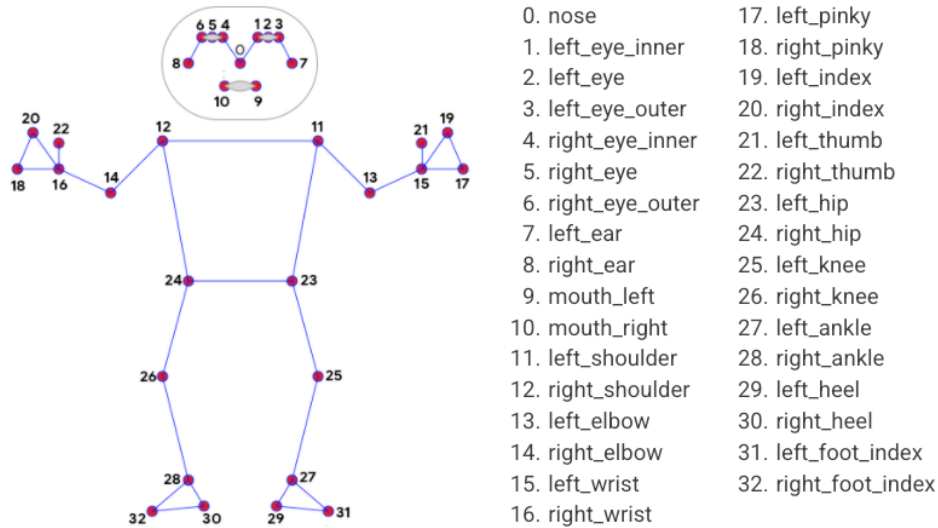 6 5 4 1 2 3
0
8 7
10 9
20 22 12 11 21 19
18 16 14 13 15 17
24 23
26 25
28 27
32 30 29 31
0. nose
1. left_eye_inner
2. left_eye
3. left_eye_outer
4. right_eye_inner
5. right_eye
6. right_eye_outer
7. left_ear
8. right_ear
9. mouth_left
10. mouth_right
11. left_shoulder
12. right_shoulder
13. left_elbow
14. right_elbow
15. left_wrist
16. right_wrist
17. left_pinky
18. right_pinky
19. left_index
20. right_index
21. left_thumb
22. right_thumb
23. left_hip
24. right_hip
25. left_knee
26. right_knee
27. left_ankle
28. right_ankle
29. left_heel
30. right_heel
31. left_foot_index
32. right_foot_index